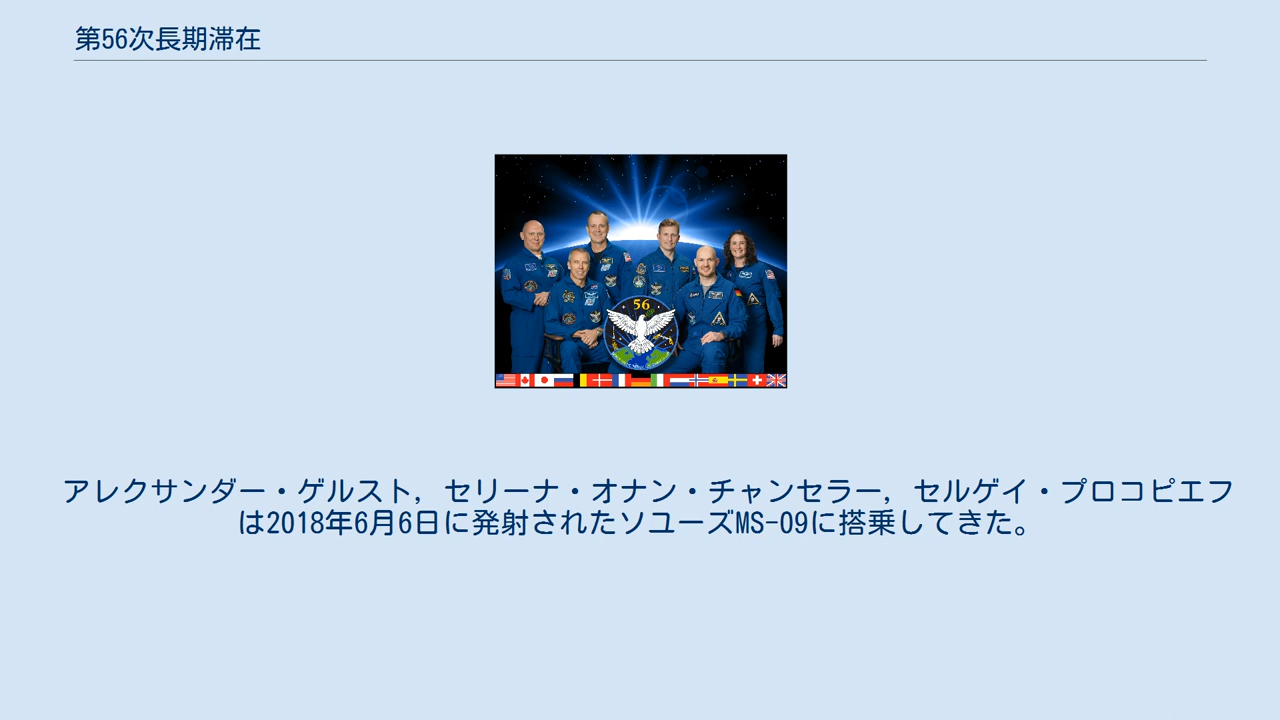 第56次長期滞在
56
アレクサンダー・ゲルスト, セリーナ・オナン・チャンセラー, セルゲイ・プロコピエフ
は2018年6月6日に発射されたソユーズMS-09に搭乗してきた。